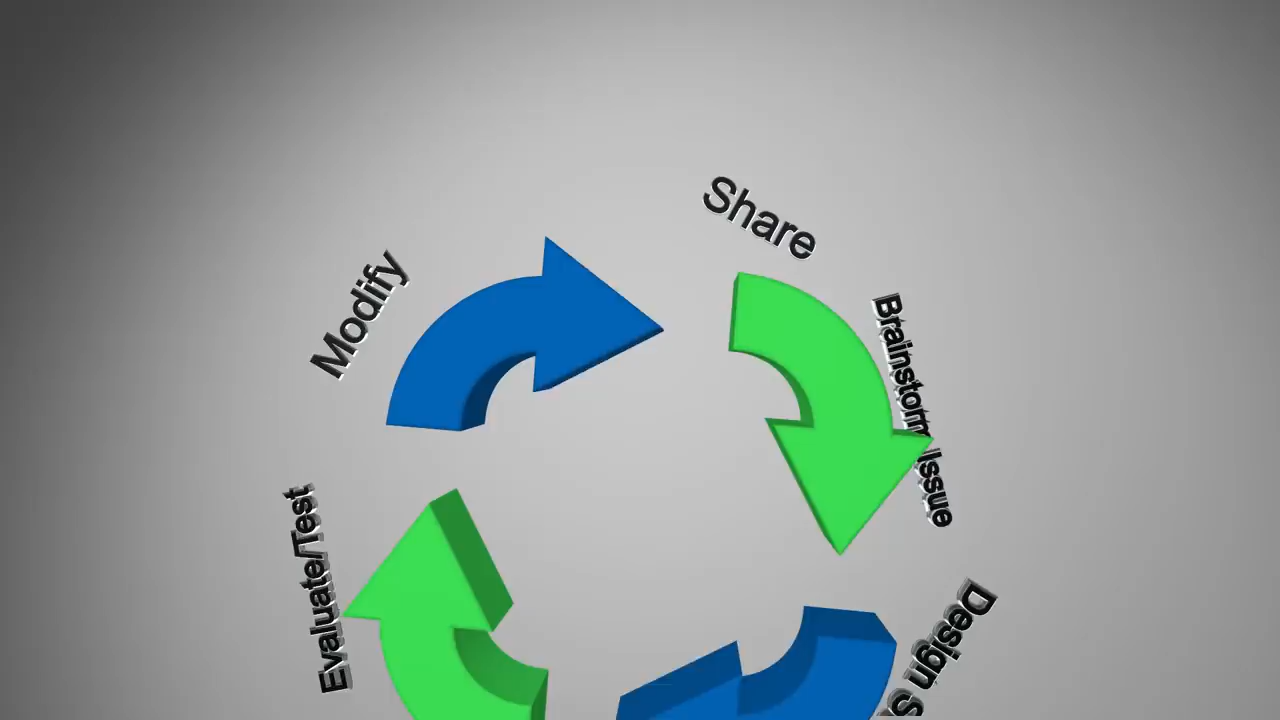 Share
Brainstorm Issue
Design
Evaluate/Test
Modify